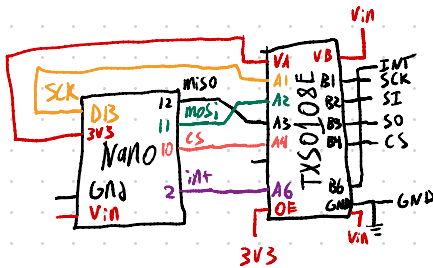 Vin
VA VB
INT
miso
A1 B1 SCK
SCK
12
A2 B2 SI
D13 mosi
11
A3 B3 SO
3V3
cs
Nano 10
A4 B4 CS
TXS0108E
int
Gnd 2 A6 B6
Vin
OE GND GND
3V3 Vin